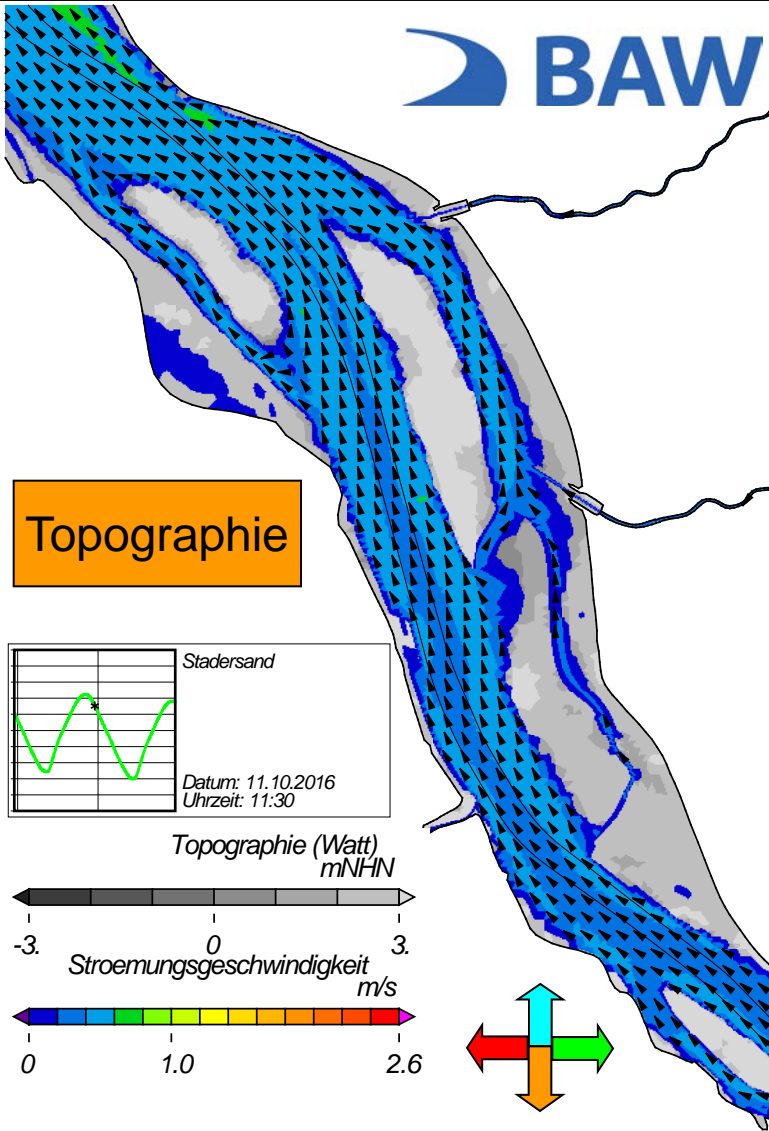 BAW
Topographie
Stadersand
Datum: 11.10.2016
Uhrzeit: 11:30
Topographie (Watt)
mNHN
-3. 0 3.
Stroemungsgeschwindigkeit
m/s
0 1.0 2.6